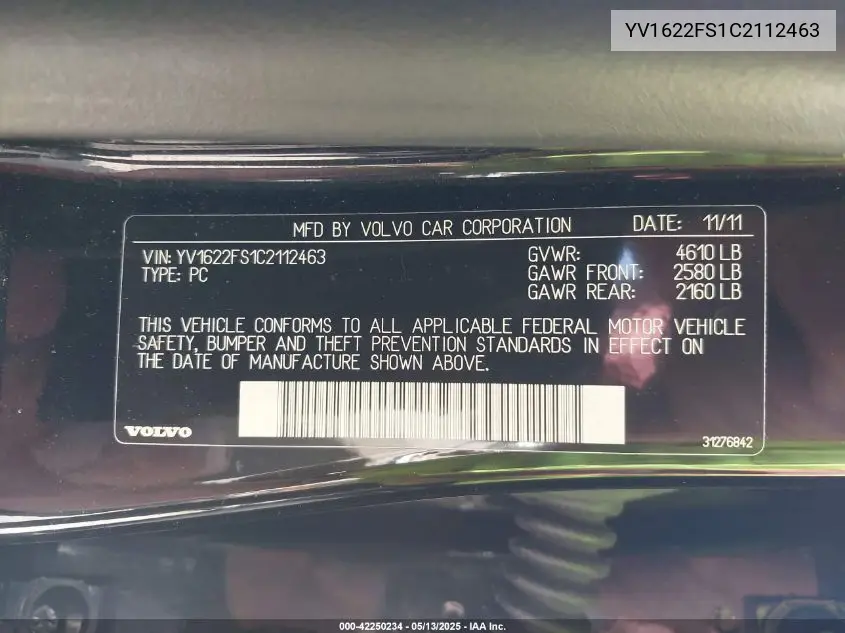 YV1622FS1C2112463
MFD BY VOLVO CAR CORPORATION DATE: 11/11
VIN: YV1622FS1C2112463 GVWR: 4610 LB
TYPE: PC GAWR FRONT: 2580 LB
GAWR REAR: 2160 LB
THIS VEHICLE CONFORMS TO ALL APPLICABLE FEDERAL MOTOR VEHICLE
SAFETY, BUMPER AND THEFT PREVENTION STANDARDS IN EFFECT ON
THE DATE OF MANUFACTURE SHOWN ABOVE.
VOLVO 31276842
000-42250234 - 05/13/2025 - IAA Inc.